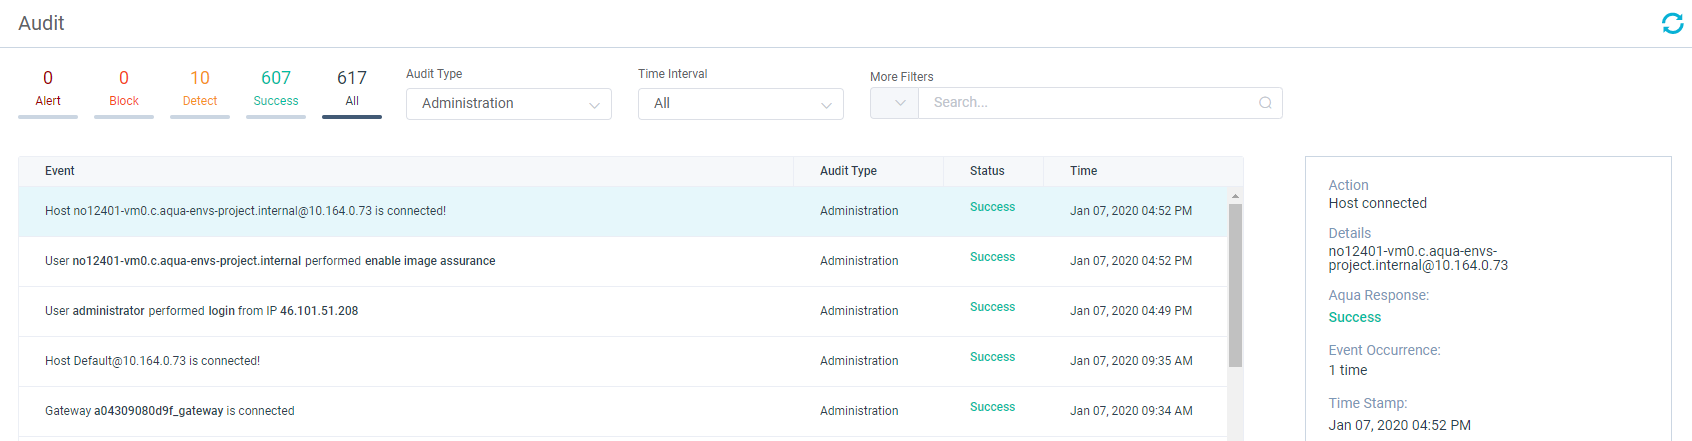 Audit
0 0 10 607 617
Alert Block Detect Success All
Audit Type
Administration
Time Interval
All
More Filters
Search...
Event Audit Type Status Time
Host no12401-vm0.c.aqua-envs-project.internal@10.164.0.73 is connected! Administration Success Jan 07, 2020 04:52 PM
User no12401-vm0.c.aqua-envs-project.internal performed enable image assurance Administration Success Jan 07, 2020 04:52 PM
User administrator performed login from IP 46.101.51.208 Administration Success Jan 07, 2020 04:49 PM
Host Default@10.164.0.73 is connected! Administration Success Jan 07, 2020 09:35 AM
Gateway a04309080d9f_gateway is connected Administration Success Jan 07, 2020 09:34 AM
Action
Host connected
Details
no12401-vm0.c.aqua-envs-
project.internal@10.164.0.73
Aqua Response:
Success
Event Occurrence:
1 time
Time Stamp:
Jan 07, 2020 04:52 PM